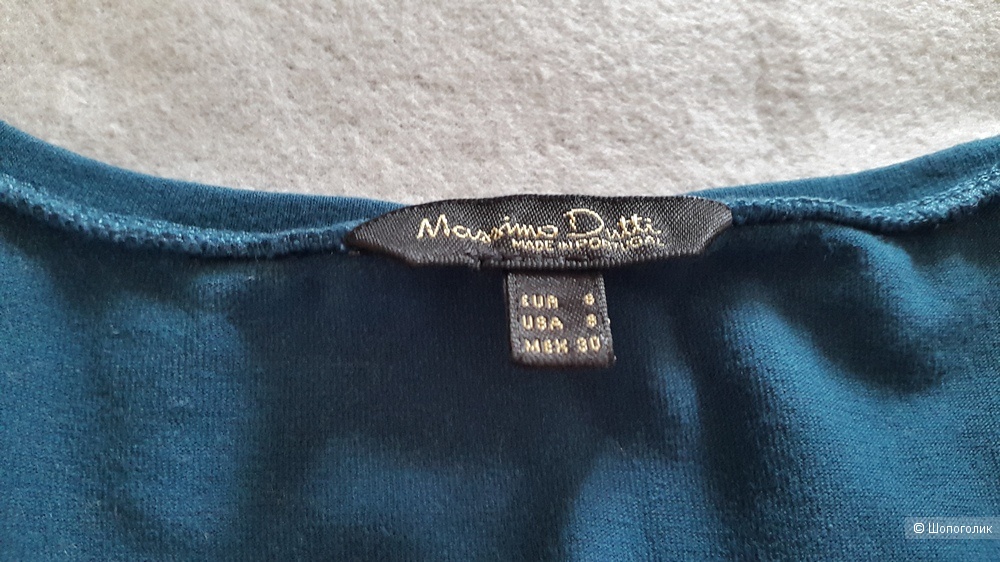 Massimo Dutti
MADE IN PORTUGAL
EUR S
USA S
MEX 30
© Шопоголик